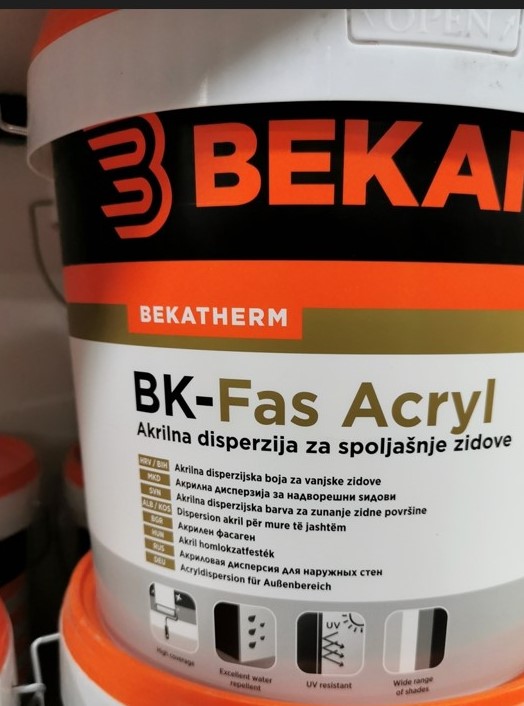 OPEN
BEKA
BEKATHERM
BK-Fas Acryl
Akrilna disperzija za spoljašnje zidove
HRV / BIH Akrilna disperzijska boja za vanjske zidove
MKD Акрилна дисперзија за надворешни ѕидови
SVN Akrilna disperzijska barva za zunanje zidne površine
ALB / KOS Dispersion akril për mure të jashtëm
BGR Акрилен фасаген
HUN Akril homlokzatfesték
RUS Акриловая дисперсия для наружных стен
DEU Acryldispersion für Außenbereich
UV
High coverage
Excellent water
repellent
UV resistant
Wide range
of shades